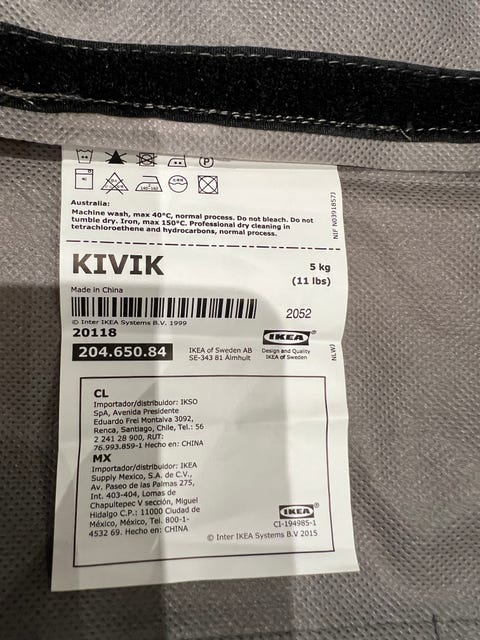 Australia:
Machine wash, max 40°C, normal process. Do not bleach. Do not
tumble dry. Iron, max 150°C. Professional dry cleaning in
tetrachloroethene and hydrocarbons, normal process.
NIF N0391857J
KIVIK
5 kg
(11 lbs)
Made in China
© Inter IKEA Systems B.V. 1999
2052
20118
204.650.84
IKEA of Sweden AB
SE-343 81 Älmhult
IKEA
Design and Quality
IKEA of Sweden
CL
Importador/distribuidor: IKSO
SpA, Avenida Presidente
Eduardo Frei Montalva 3092,
Renca, Santiago, Chile, Tel.: 56
2 241 28 900, RUT:
76.993.859-1 Hecho en: CHINA
MX
Importador/distribuidor: IKEA
Supply Mexico, S.A. de C.V.,
Av. Paseo de las Palmas 275,
Int. 403-404, Lomas de
Chapultepec V sección, Miguel
Hidalgo C.P.: 11000 Ciudad de
México, México, Tel. 800-1-
4532 69. Hecho en: CHINA
IKEA
CI-194985-1
© Inter IKEA Systems B.V 2015